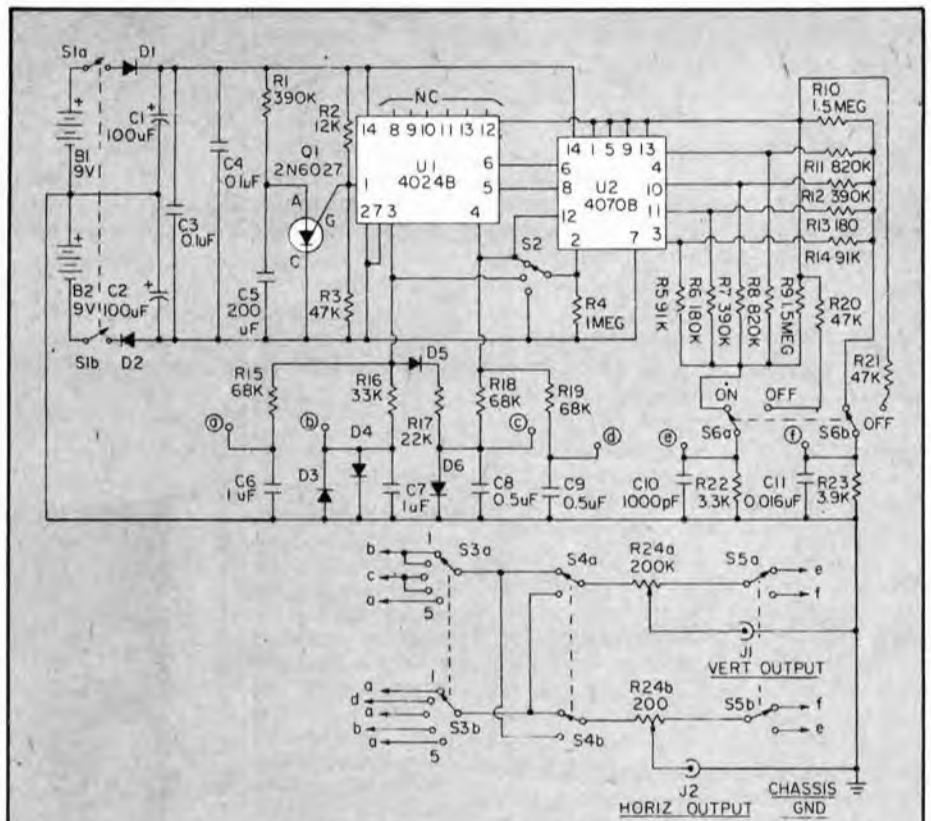 S1a
D1
B1
9V
C1
100uF
C3
0.1uF
C4
0.1uF
R1
390K
R2
12K
Q1
2N6027
A
G
C
C5
200
uF
R3
47K
B2
9V
C2
100uF
S1b
D2
NC
14 8 9 10 11 13 12
U1
4024B
6
5
1
2 7 3
4
14 1 5 9 13
6
8
U2
4070B
4
10
11
12
2
7
3
S2
R4
1MEG
R10
1.5MEG
R11 820K
R12 390K
R13 180
R14 91K
R5 91K
R6 180K
R7 390K
R8 820K
R9 1.5MEG
R20
47K
R21
47K
ON
OFF
OFF
S6a
S6b
R15
68K
R16
33K
D5
R17
22K
R18
68K
R19
68K
a
b
c
d
e
f
C6
1uF
D3
D4
C7
1uF
D6
C8
0.5uF
C9
0.5uF
C10
1000pF
R22
3.3K
C11
0.016uF
R23
3.9K
b
c
a
1
5
S3a
S4a
R24a
200K
S5a
e
f
J1
VERT OUTPUT
a
d
a
b
a
1
5
S3b
S4b
R24b
200
S5b
f
e
J2
HORIZ OUTPUT
CHASSIS
GND